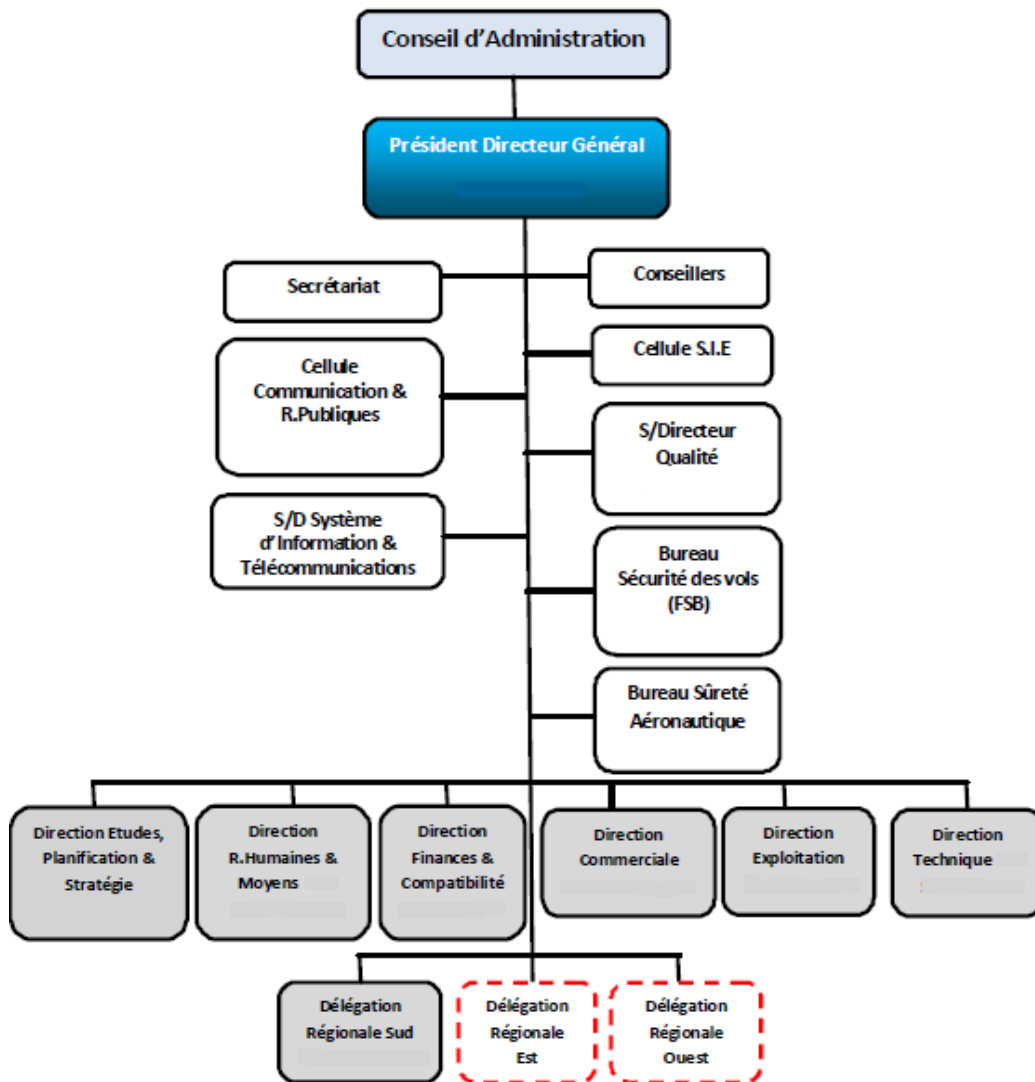 Conseil d'Administration
Président Directeur Général
Secrétariat
Conseillers
Cellule
Communication &
R.Publiques
Cellule S.I.E
S/Directeur
Qualité
S/D Système
d'Information &
Télécommunications
Bureau
Sécurité des vols
(FSB)
Bureau Sûreté
Aéronautique
Direction Etudes,
Planification &
Stratégie
Direction
R.Humaines &
Moyens
Direction
Finances &
Compatibilité
Direction
Commerciale
Direction
Exploitation
Direction
Technique
Délégation
Régionale Sud
Délégation
Régionale
Est
Délégation
Régionale
Ouest